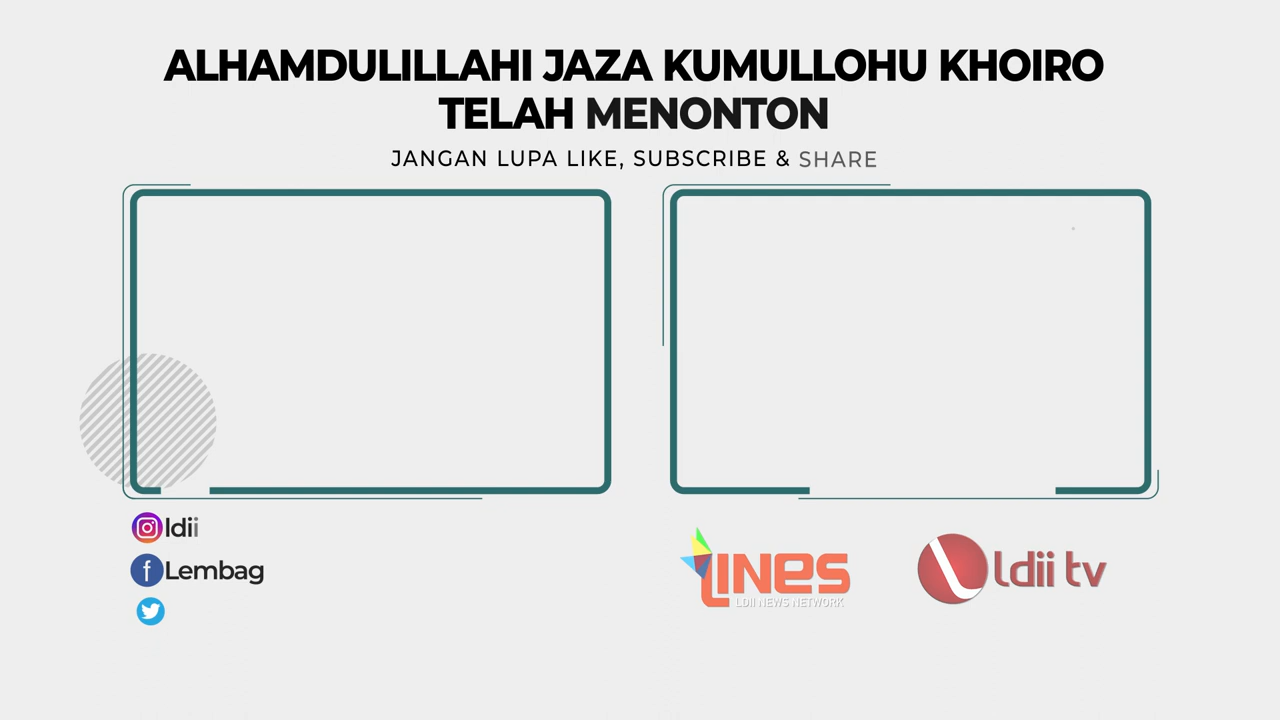 ALHAMDULILLAHI JAZA KUMULLOHU KHOIRO
TELAH MENONTON
JANGAN LUPA LIKE, SUBSCRIBE & SHARE
ldii
Lembag
LINES
LDII NEWS NETWORK
ldii tv